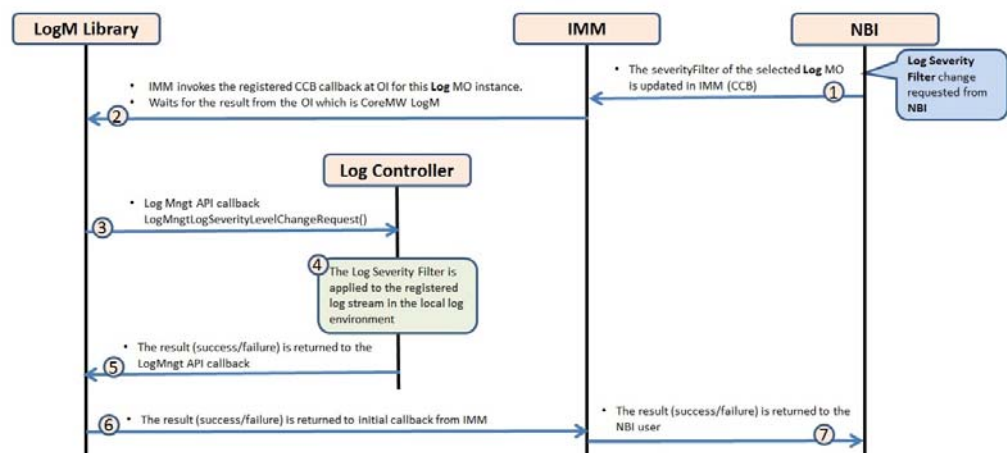 LogM Library
IMM
NBI
Log Severity
Filter change
requested from
NBI
• The severityFilter of the selected Log MO
is updated in IMM (CCB)
1
• IMM invokes the registered CCB callback at OI for this Log MO instance.
• Waits for the result from the OI which is CoreMW LogM
2
Log Controller
• Log Mngt API callback
LogMngtLogSeverityLevelChangeRequest()
3
4
The Log Severity Filter is
applied to the registered
log stream in the local log
environment
• The result (success/failure) is returned to the
LogMngt API callback
5
• The result (success/failure) is returned to initial callback from IMM
6
• The result (success/failure) is returned to the
NBI user
7